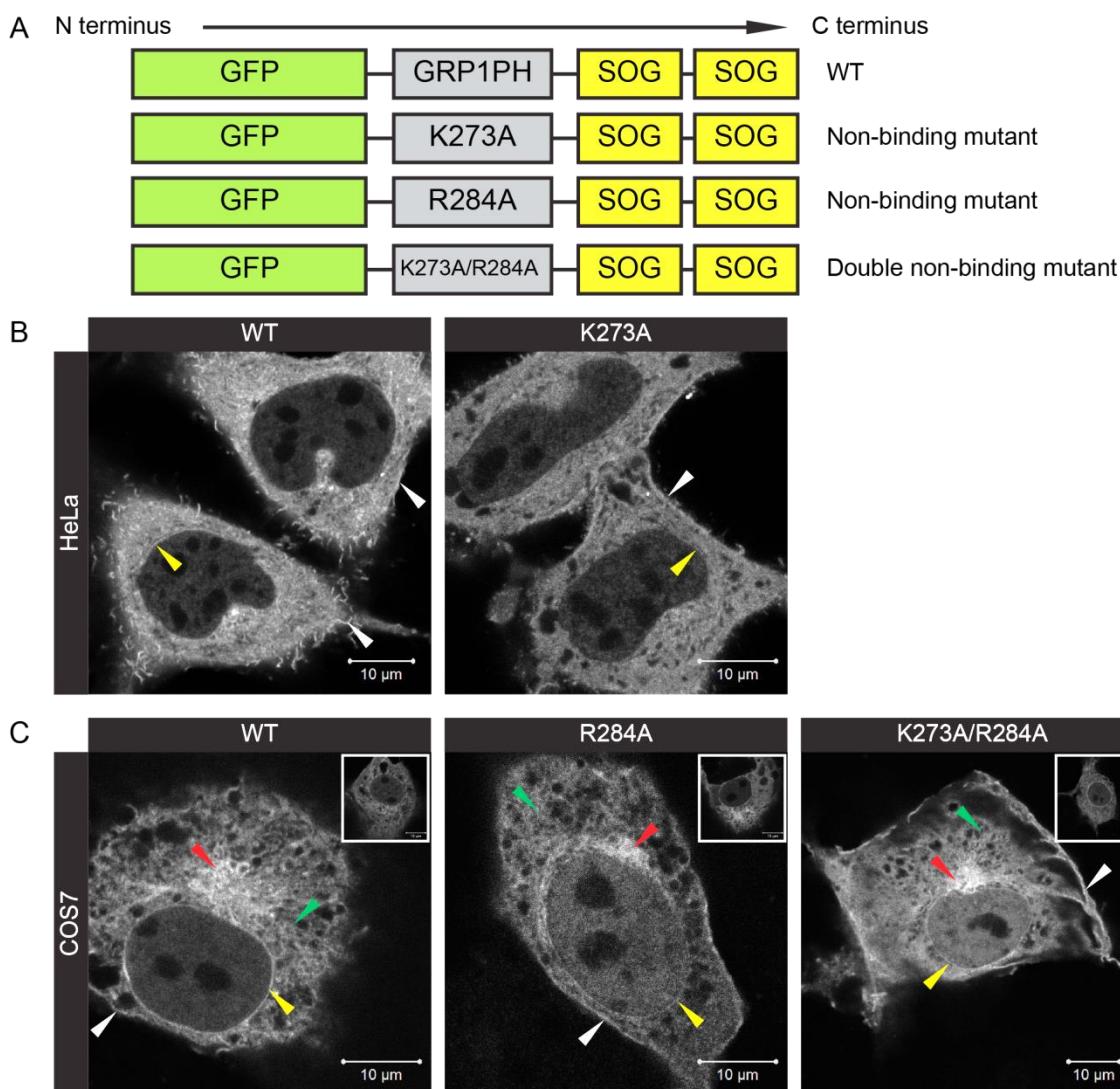 A N terminus C terminus
GFP GRP1PH SOG SOG WT
GFP K273A SOG SOG Non-binding mutant
GFP R284A SOG SOG Non-binding mutant
GFP K273A/R284A SOG SOG Double non-binding mutant
B WT K273A
HeLa
10 µm 10 µm
C WT R284A K273A/R284A
COS7
10 µm 10 µm 10 µm